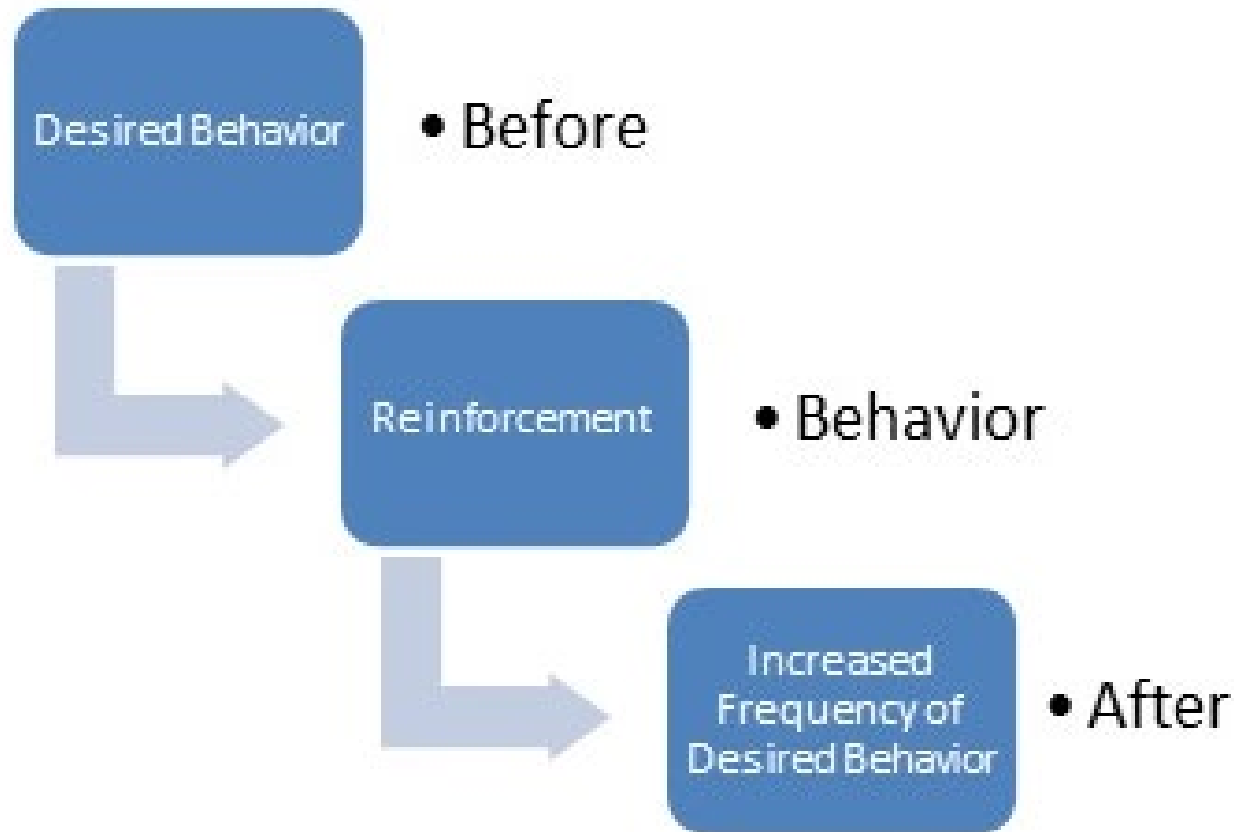 Desired Behavior
• Before
Reinforcement
• Behavior
Increased
Frequency of
Desired Behavior
• After